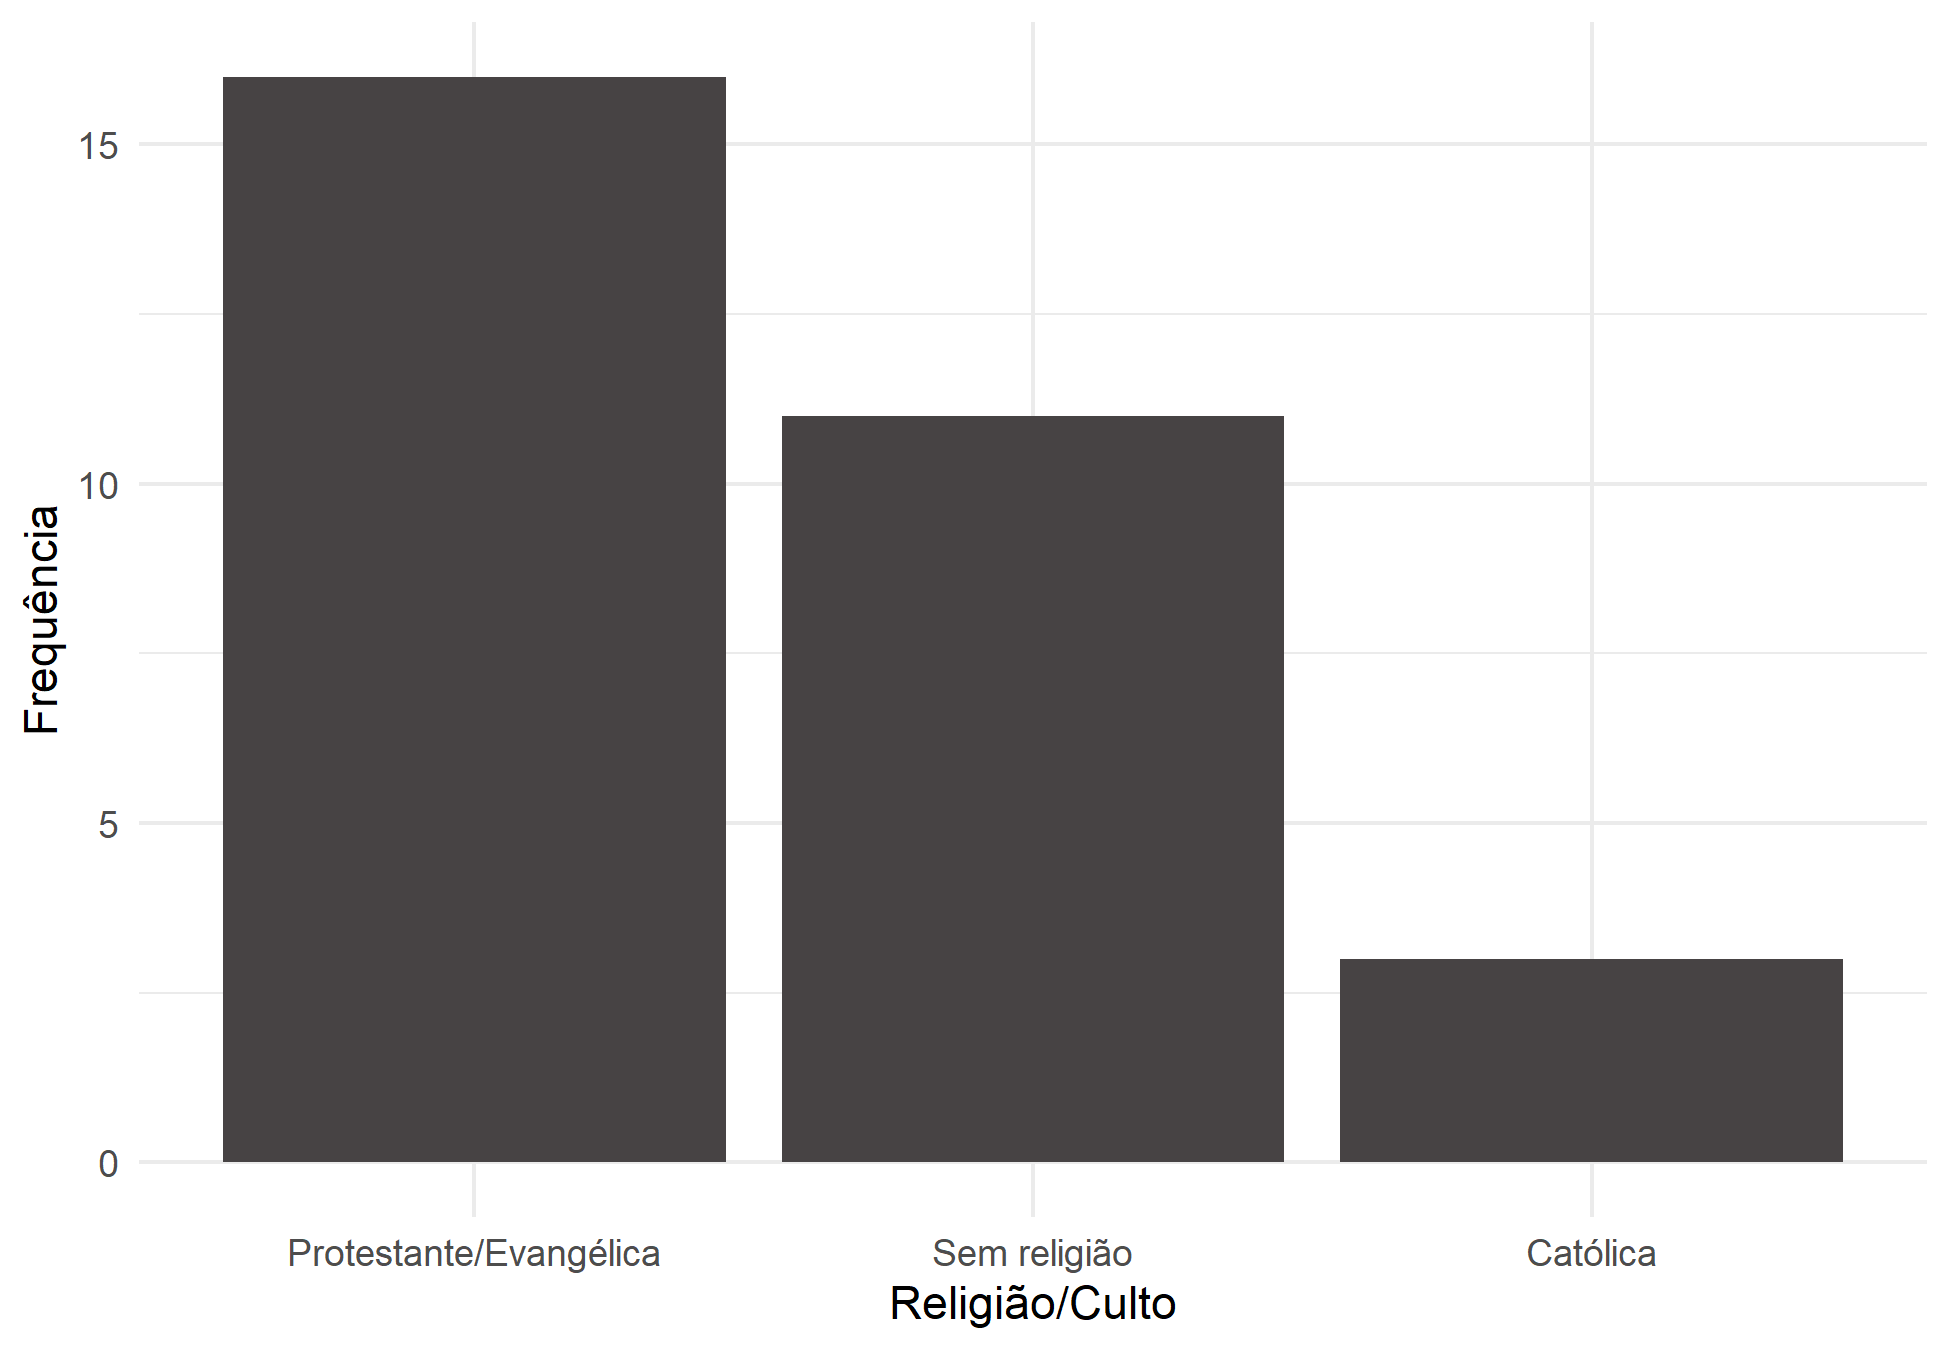 Frequência
15
10
5
0
Protestante/Evangélica
Sem religião
Católica
Religião/Culto